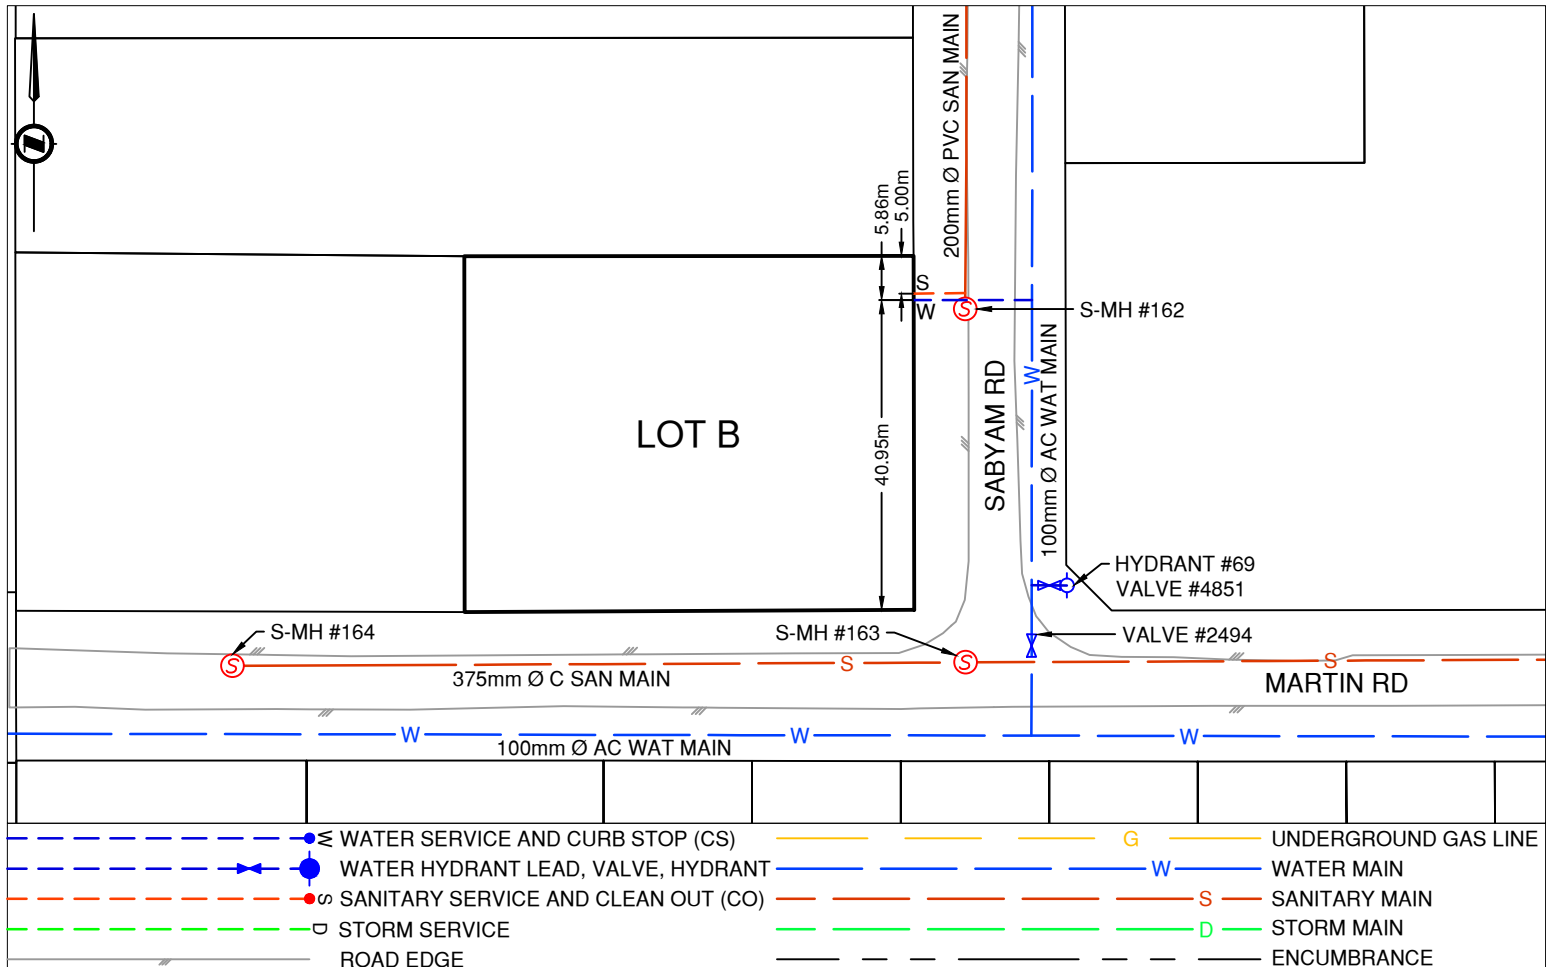 200mm Ø PVC SAN MAIN
5.86m
5.00m
S
W
S
S-MH #162
W
100mm Ø AC WAT MAIN
SABYAM RD
LOT B
40.95m
HYDRANT #69
VALVE #4851
S-MH #164
S-MH #163
VALVE #2494
S
S
S
S
375mm Ø C SAN MAIN
MARTIN RD
W
W
W
100mm Ø AC WAT MAIN
W WATER SERVICE AND CURB STOP (CS)
WATER HYDRANT LEAD, VALVE, HYDRANT
S SANITARY SERVICE AND CLEAN OUT (CO)
D STORM SERVICE
ROAD EDGE
G UNDERGROUND GAS LINE
W WATER MAIN
S SANITARY MAIN
D STORM MAIN
ENCUMBRANCE